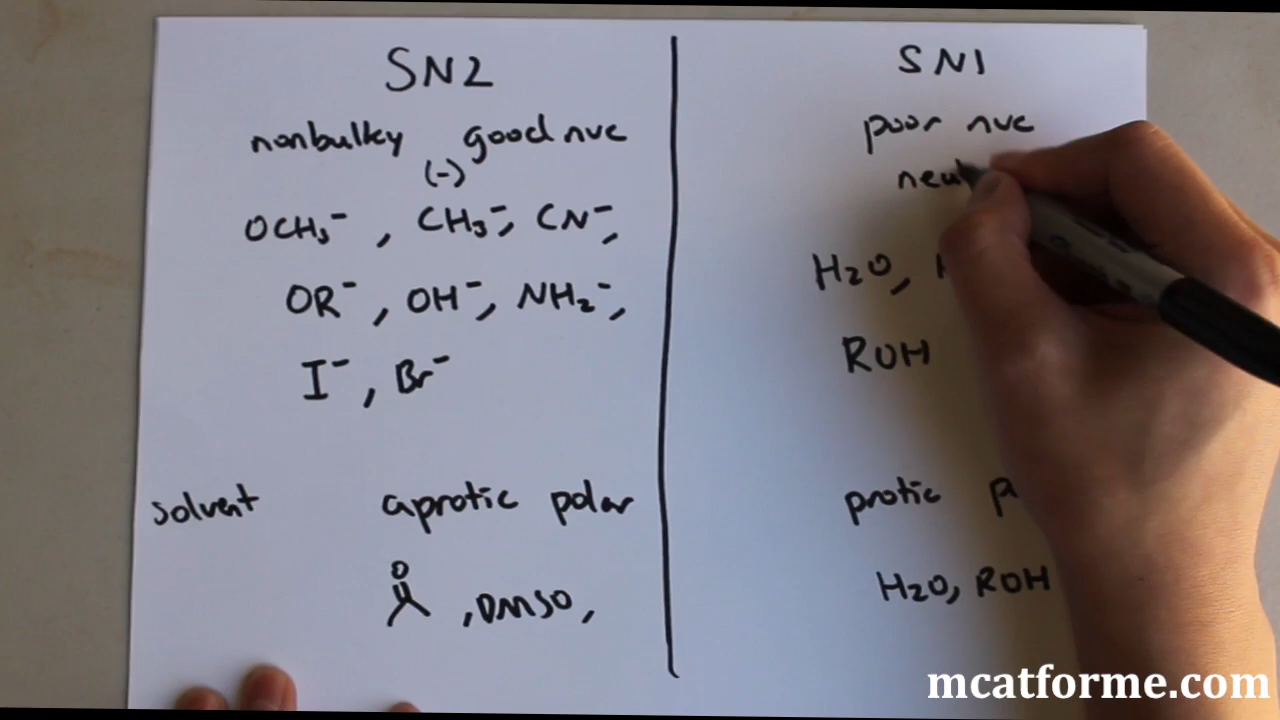 SN2
nonbulky good nuc
(-)
OCH₃⁻, CH₃⁻, CN⁻,
OR⁻, OH⁻, NH₂⁻,
I⁻, Br⁻
solvent aprotic polar
O
, DMSO,
SN1
poor nuc
H₂O,
ROH
protic
H₂O, ROH
mcatforme.com